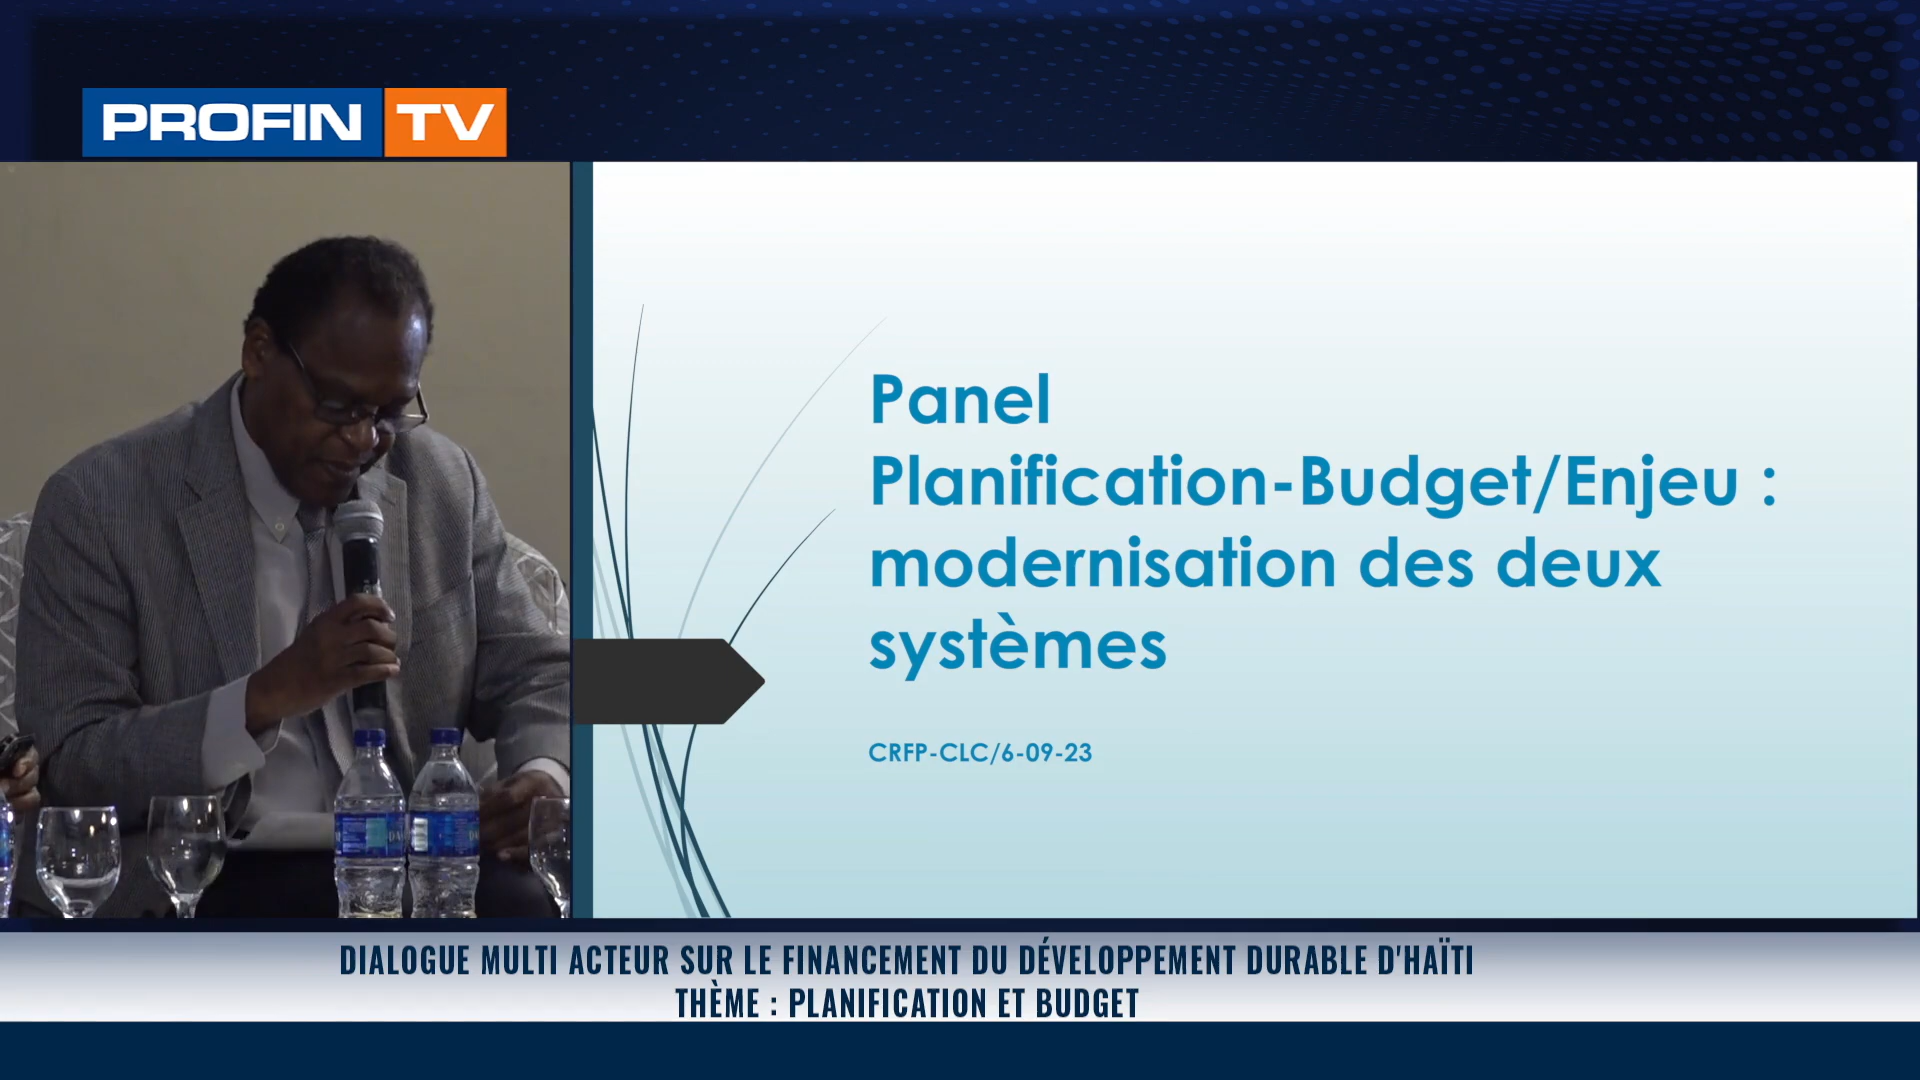 PROFIN TV
Panel
Planification-Budget/Enjeu :
modernisation des deux
systèmes
CRFP-CLC/6-09-23
DIALOGUE MULTI ACTEUR SUR LE FINANCEMENT DU DÉVELOPPEMENT DURABLE D'HAÏTI
THÈME : PLANIFICATION ET BUDGET